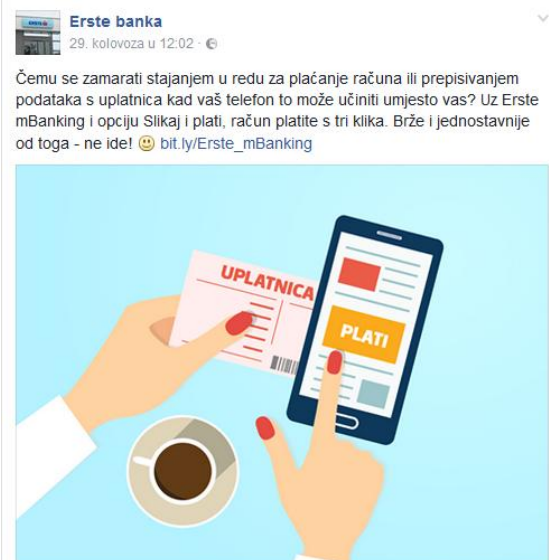 Erste banka
29. kolovoza u 12:02 ·
Čemu se zamarati stajanjem u redu za plaćanje računa ili prepisivanjem
podataka s uplatnica kad vaš telefon to može učiniti umjesto vas? Uz Erste
mBanking i opciju Slikaj i plati, račun platite s tri klika. Brže i jednostavnije
od toga - ne ide! 🙂 bit.ly/Erste_mBanking
UPLATNICA
PLATI